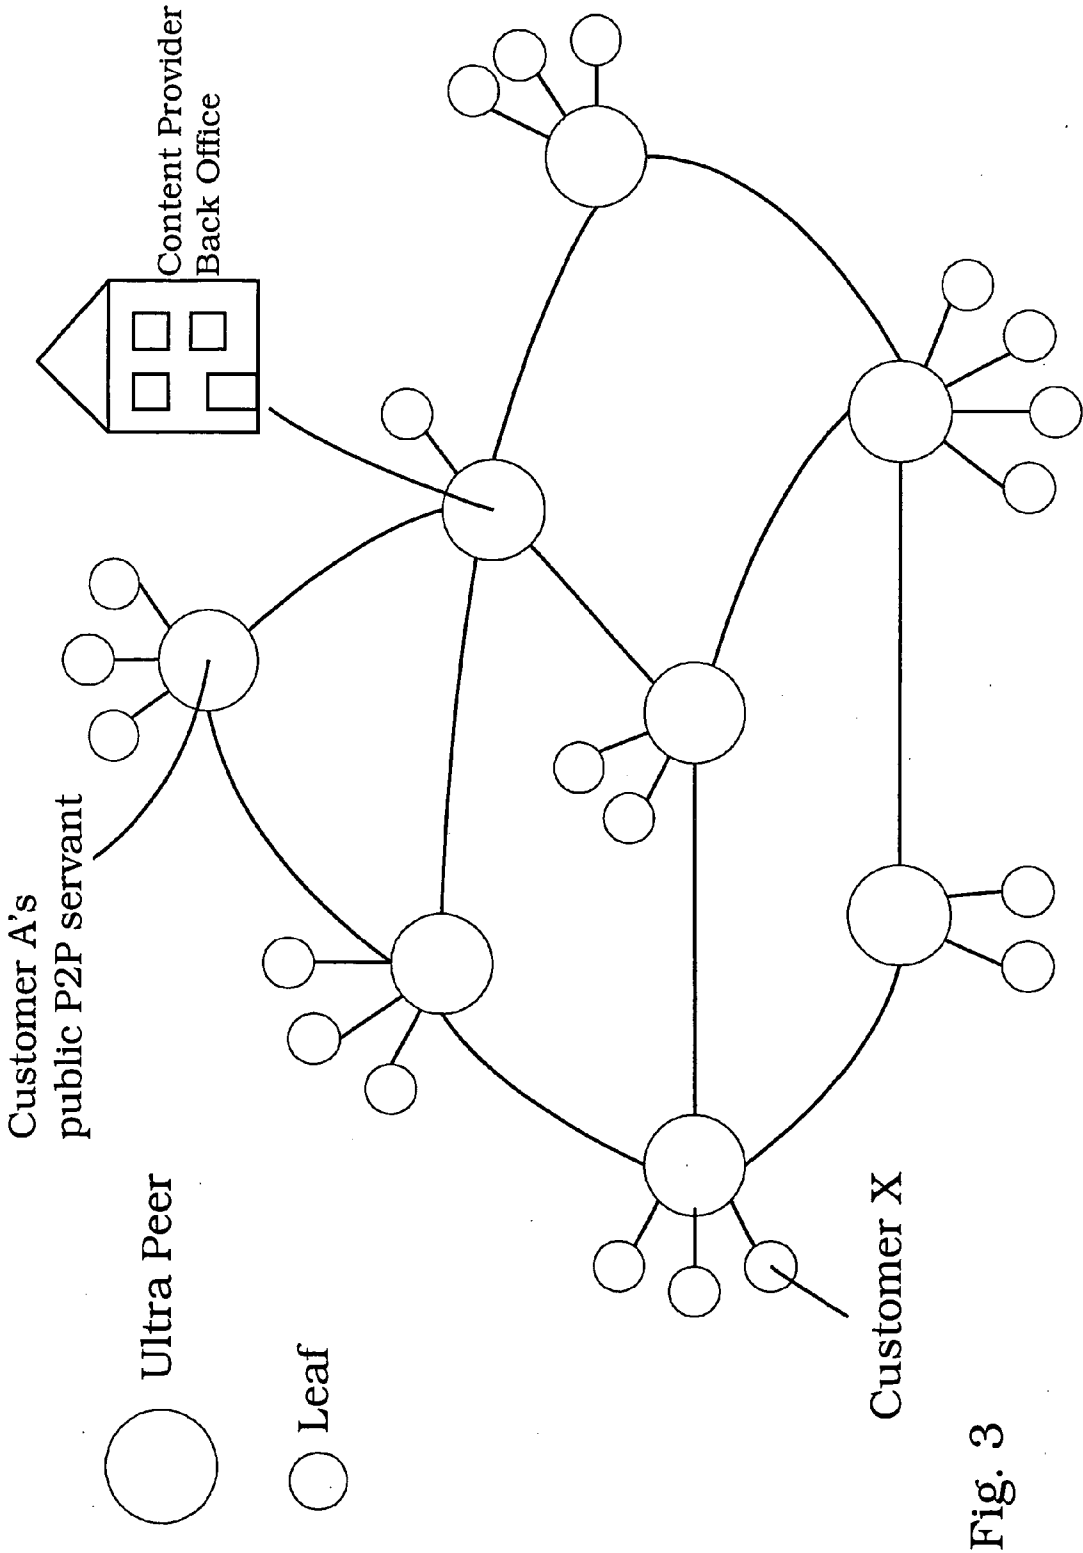 Ultra Peer
Leaf
Customer A's
public P2P servant
Content Provider
Back Office
Customer X
Fig. 3